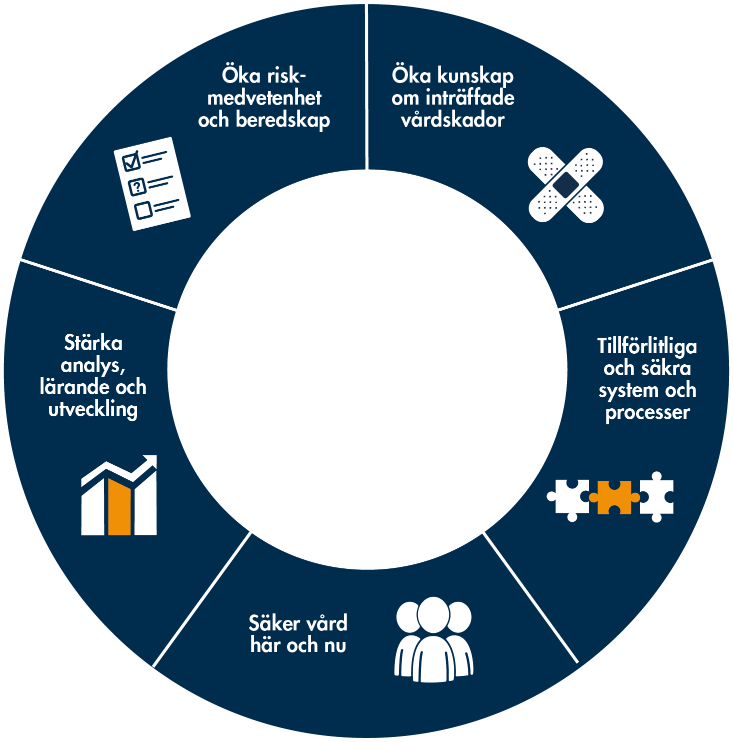 Öka risk-
medvetenhet
och beredskap
Öka kunskap
om inträffade
vårdskador
?
Tillförlitliga
och säkra
system och
processer
Säker vård
här och nu
Stärka
analys,
lärande och
utveckling